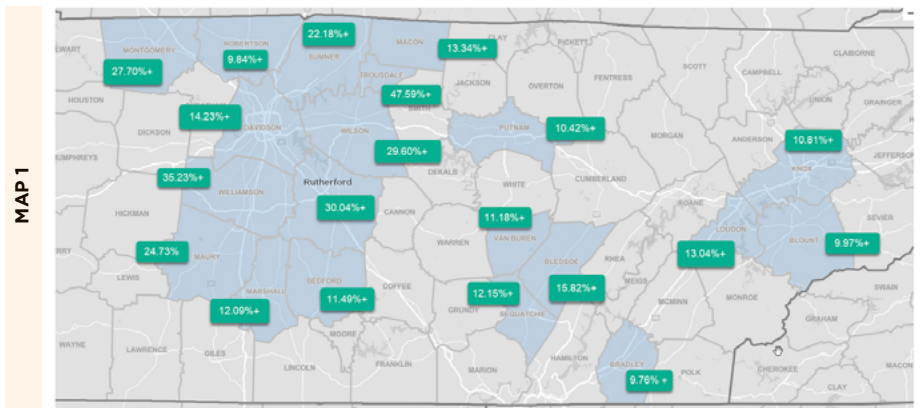 MAP 1
CLAY
PICKETT
EWART
MONTGOMERY
27.70%+
ROBERTSON
9.84%+
22.18%+
SUMNER
MACON
13.34%+
TROUSDALE
47.59%+
SMITH
JACKSON
OVERTON
FENTRESS
SCOTT
CAMPBELL
CLAIBORNE
UNION
GRAINGER
HOUSTON
DICKSON
14.23%+
DAVIDSON
WILSON
29.60%+
PUTNAM
10.42%+
MORGAN
ANDERSON
10.81%+
KNOX
JEFFERSO
UMPHREYS
35.23%+
WILLIAMSON
Rutherford
30.04%+
DEKALB
WHITE
CUMBERLAND
ROANE
LOUDON
13.04%+
BLOUNT
9.97%+
SEVIER
HICKMAN
CANNON
WARREN
11.18%+
VAN BUREN
BLEDSOE
15.82%+
RHEA
MEIGS
MCMINN
MONROE
SWAIN
GRAHAM
RRY
24.73%
MAURY
LEWIS
MARSHALL
12.09%+
BEDFORD
11.49%+
COFFEE
MOORE
12.15%+
GRUNDY
SEQUATCHIE
WAYNE
LAWRENCE
GILES
LINCOLN
FRANKLIN
MARION
HAMILTON
BRADLEY
9.76% +
POLK
CHEROKEE
CLAY
MACON